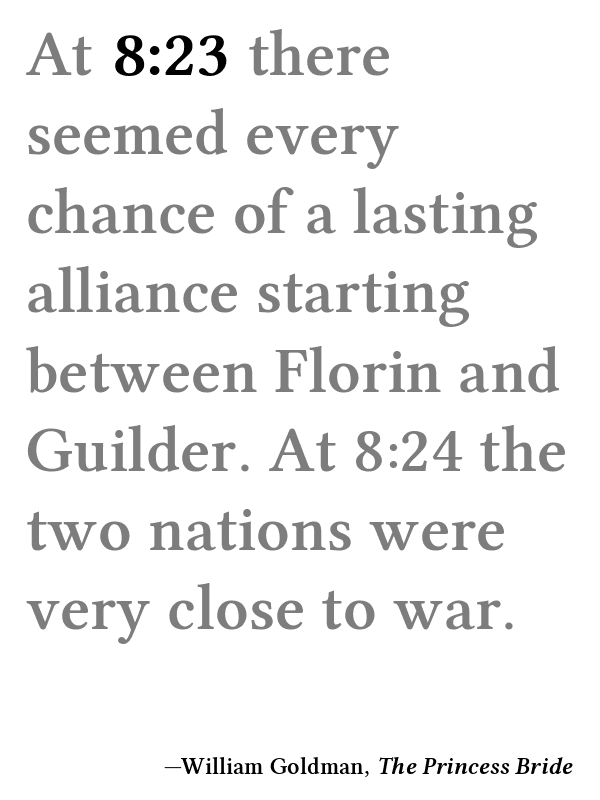 At 8:23 there
seemed every
chance of a lasting
alliance starting
between Florin and
Guilder. At 8:24 the
two nations were
very close to war.
—William Goldman, The Princess Bride